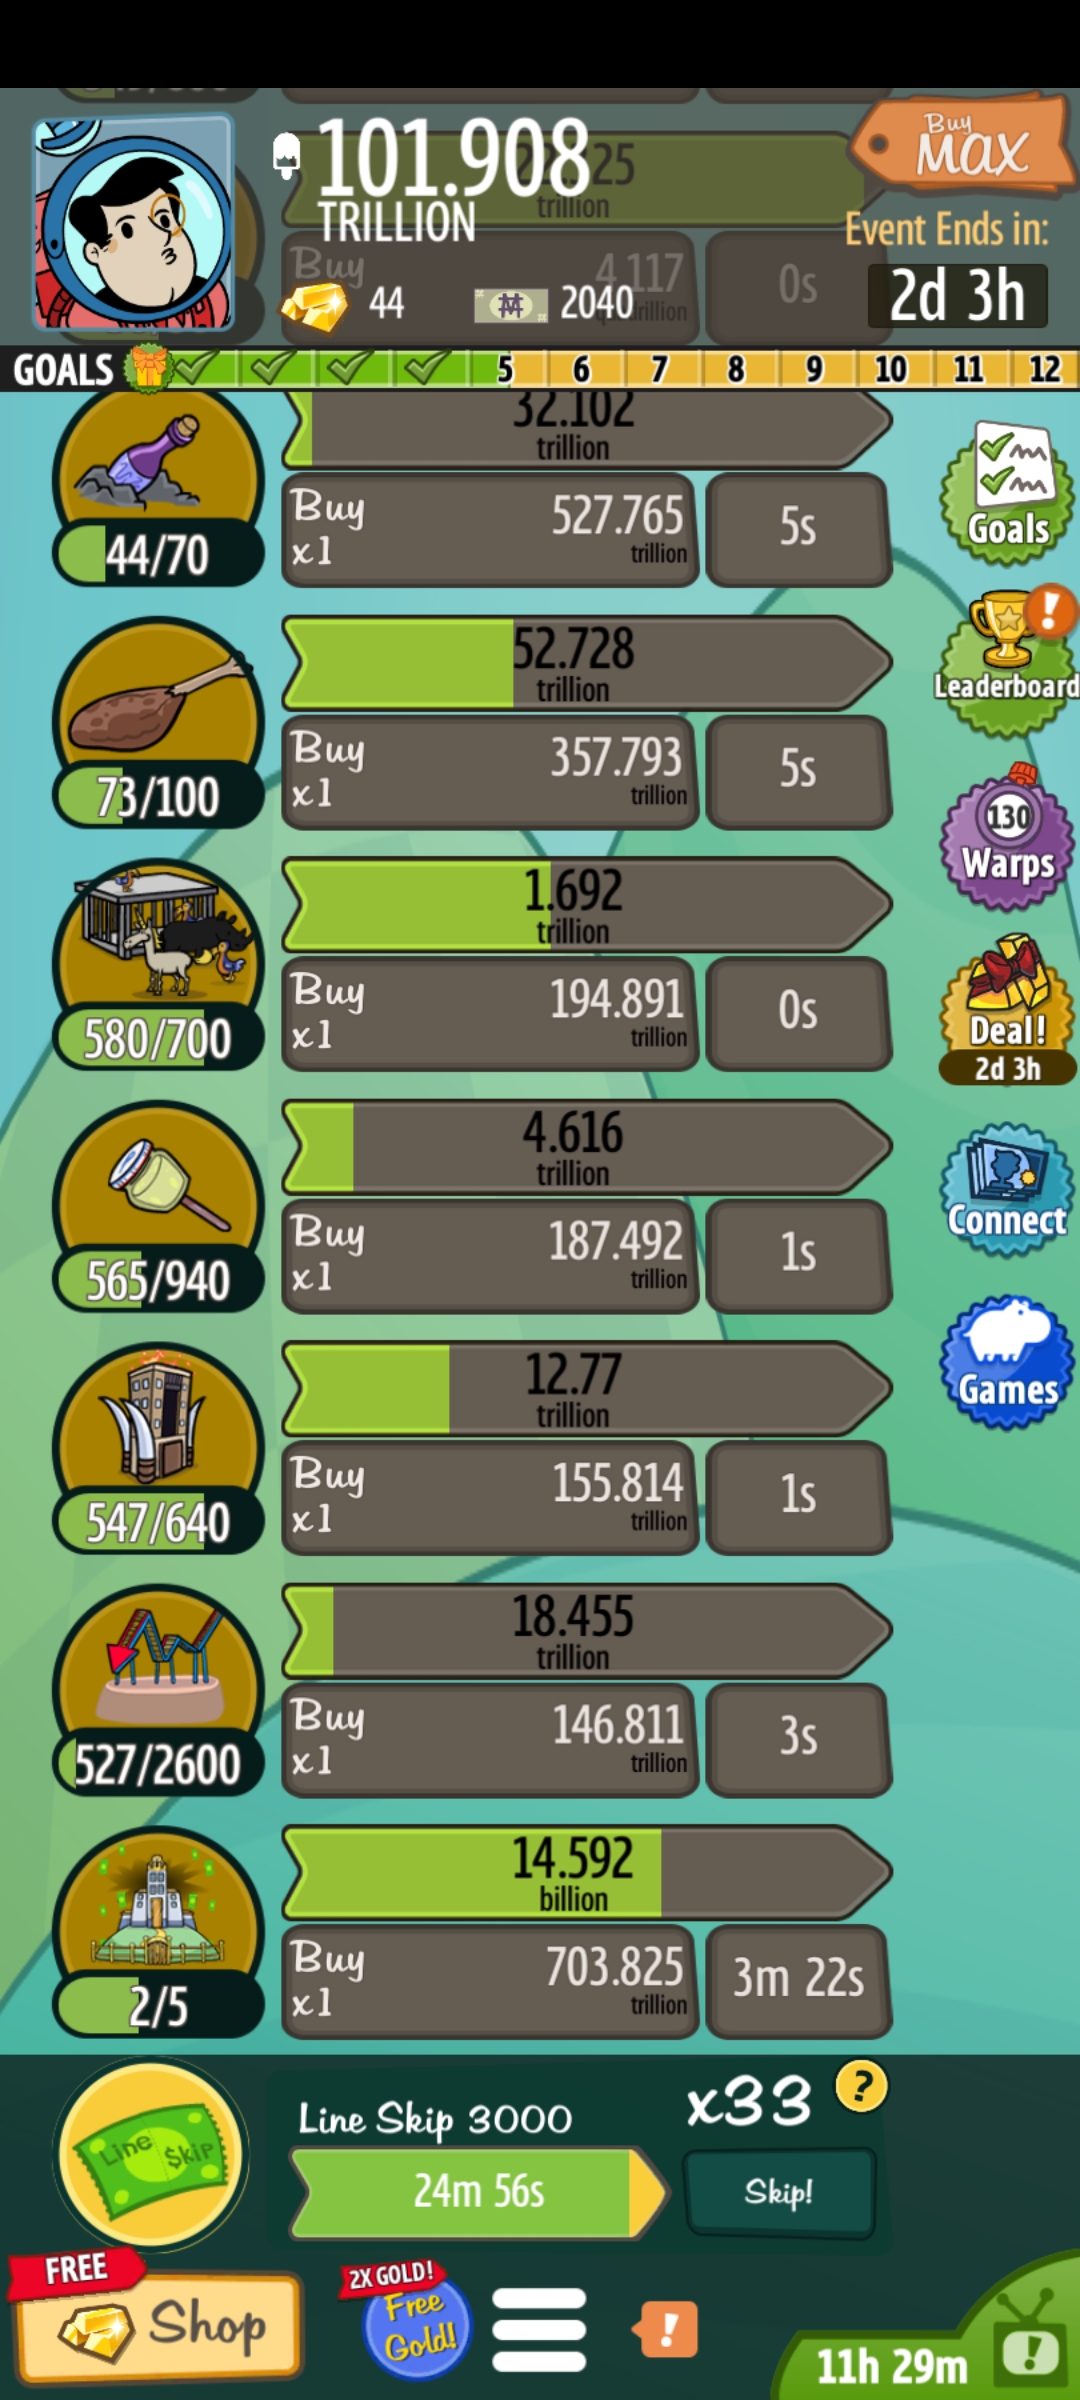 101.908
TRILLION
Buy
MAX
Event Ends in:
44
2040
2d 3h
Buy
4.117
0s
trillion
GOALS 5 6 7 8 9 10 11 12
32.102
trillion
Buy
x1
527.765
trillion
5s
44/70
Goals
52.728
trillion
Buy
x1
357.793
trillion
5s
73/100
Leaderboard
1.692
trillion
Buy
x1
194.891
trillion
0s
580/700
130
Warps
Deal!
2d 3h
4.616
trillion
Buy
x1
187.492
trillion
1s
565/940
Connect
12.77
trillion
Buy
x1
155.814
trillion
1s
547/640
Games
18.455
trillion
Buy
x1
146.811
trillion
3s
527/2600
14.592
billion
Buy
x1
703.825
trillion
3m 22s
2/5
Line Skip
Line Skip 3000
24m 56s
x33
?
Skip!
FREE
Shop
2X GOLD!
Free
Gold!
!
11h 29m
!